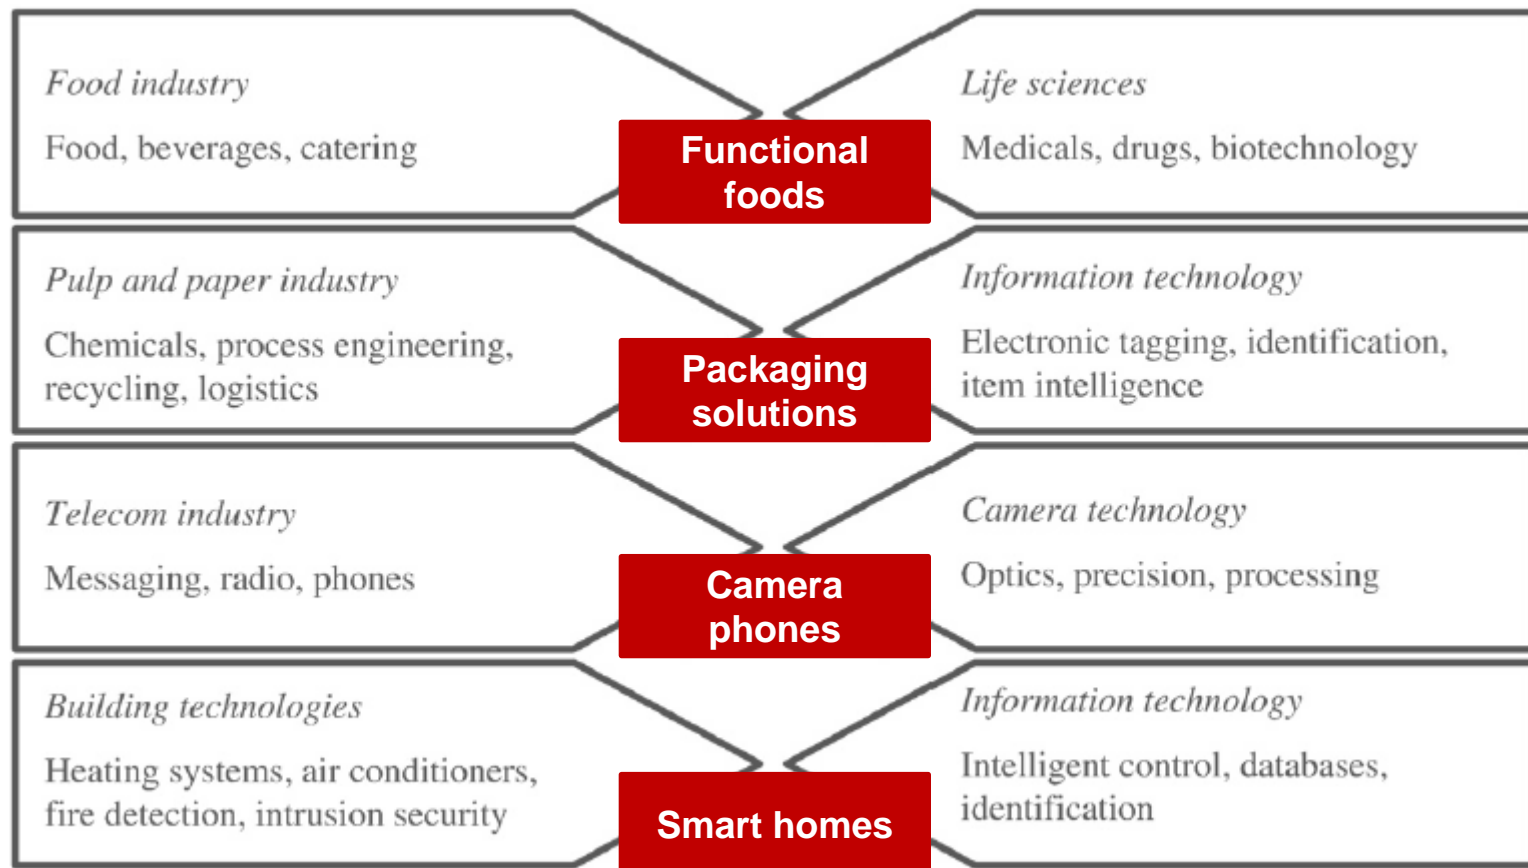 Food industry
Food, beverages, catering
Functional
foods
Life sciences
Medicals, drugs, biotechnology
Pulp and paper industry
Chemicals, process engineering,
recycling, logistics
Packaging
solutions
Information technology
Electronic tagging, identification,
item intelligence
Telecom industry
Messaging, radio, phones
Camera
phones
Camera technology
Optics, precision, processing
Building technologies
Heating systems, air conditioners,
fire detection, intrusion security
Smart homes
Information technology
Intelligent control, databases,
identification